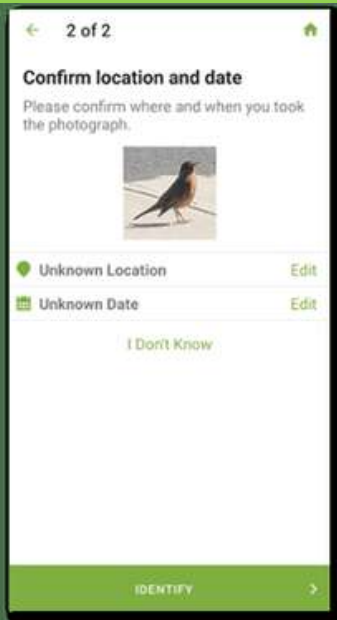 2 of 2
Confirm location and date
Please confirm where and when you took
the photograph.
Unknown Location Edit
Unknown Date Edit
I Don't Know
IDENTIFY